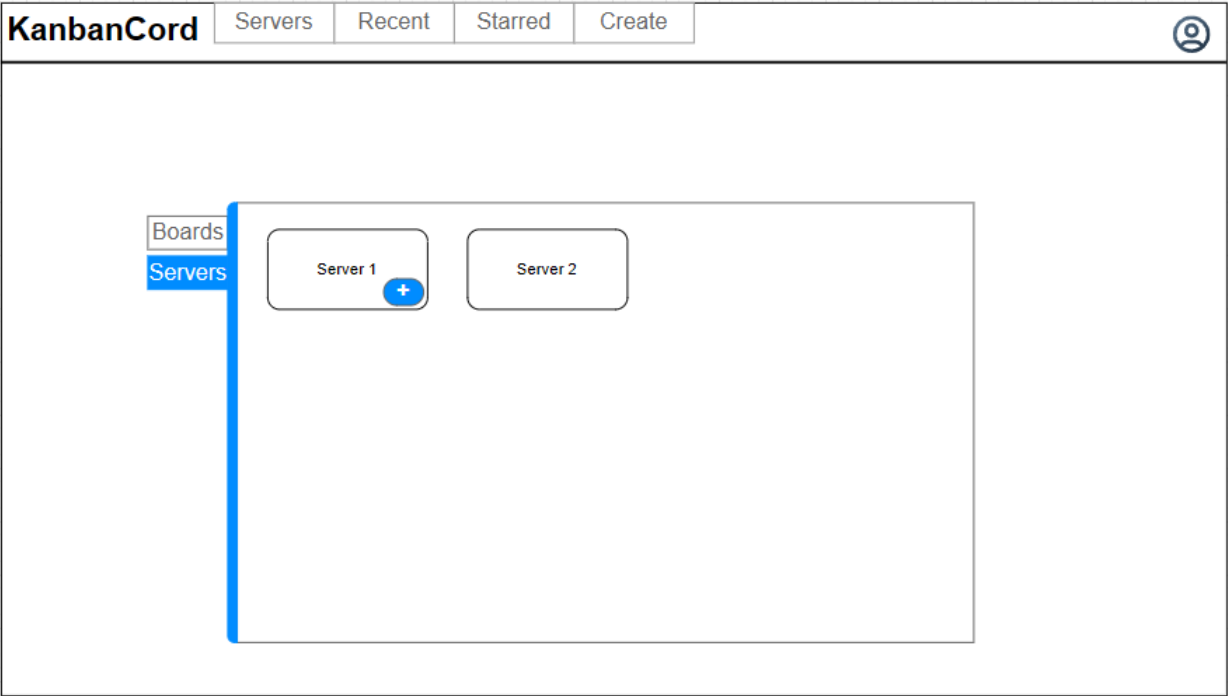 KanbanCord Servers Recent Starred Create
Boards
Servers
Server 1
+
Server 2